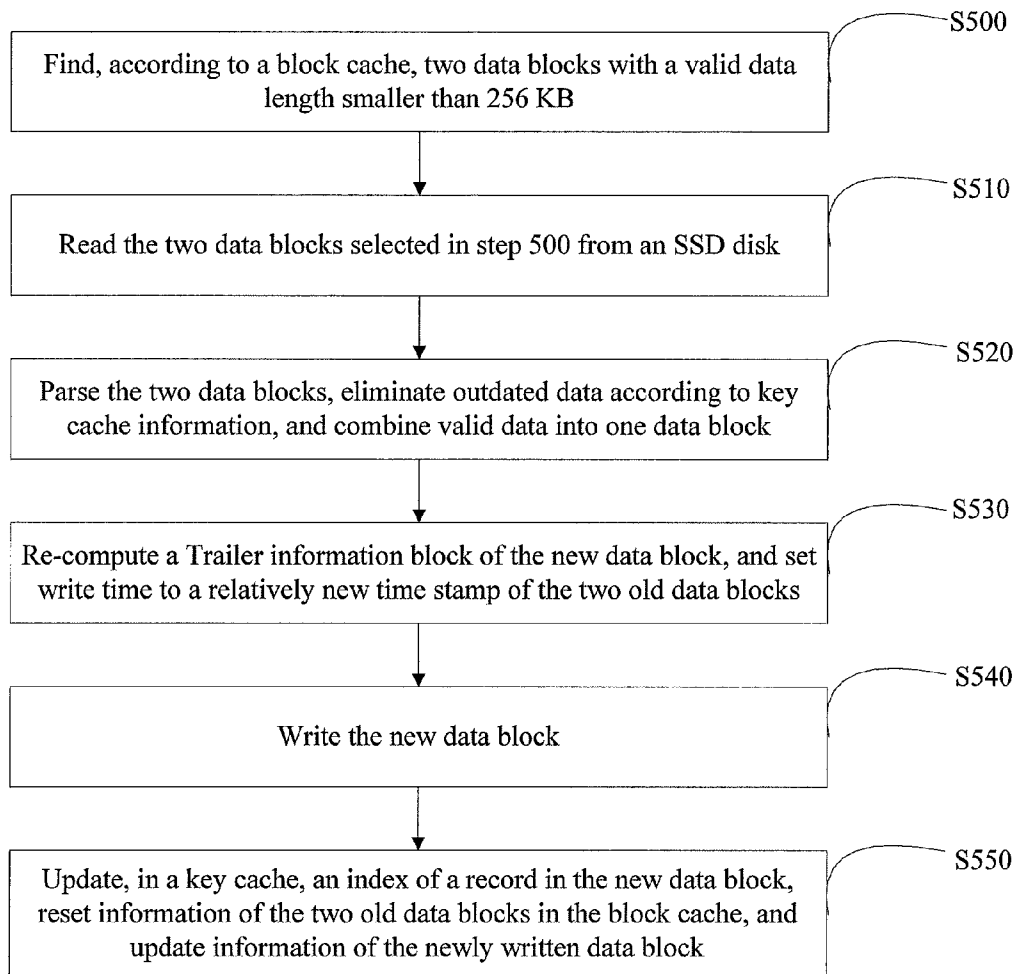 S500
Find, according to a block cache, two data blocks with a valid data
length smaller than 256 KB
S510
Read the two data blocks selected in step 500 from an SSD disk
S520
Parse the two data blocks, eliminate outdated data according to key
cache information, and combine valid data into one data block
S530
Re-compute a Trailer information block of the new data block, and set
write time to a relatively new time stamp of the two old data blocks
S540
Write the new data block
S550
Update, in a key cache, an index of a record in the new data block,
reset information of the two old data blocks in the block cache, and
update information of the newly written data block